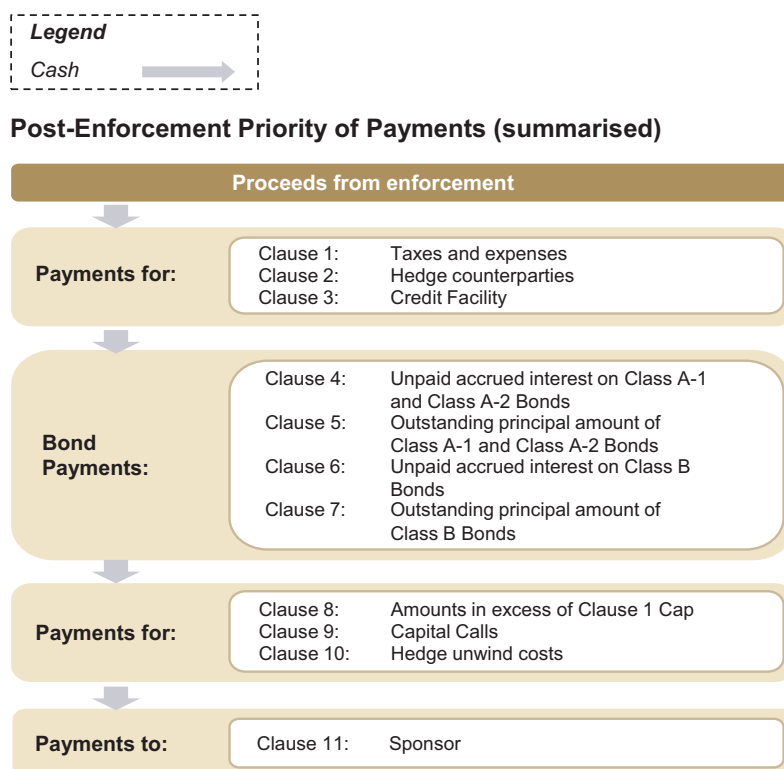 Legend
Cash
Post-Enforcement Priority of Payments (summarised)
Proceeds from enforcement
Payments for:
Clause 1: Taxes and expenses
Clause 2: Hedge counterparties
Clause 3: Credit Facility
Bond
Payments:
Clause 4: Unpaid accrued interest on Class A-1
and Class A-2 Bonds
Clause 5: Outstanding principal amount of
Class A-1 and Class A-2 Bonds
Clause 6: Unpaid accrued interest on Class B
Bonds
Clause 7: Outstanding principal amount of
Class B Bonds
Payments for:
Clause 8: Amounts in excess of Clause 1 Cap
Clause 9: Capital Calls
Clause 10: Hedge unwind costs
Payments to:
Clause 11: Sponsor